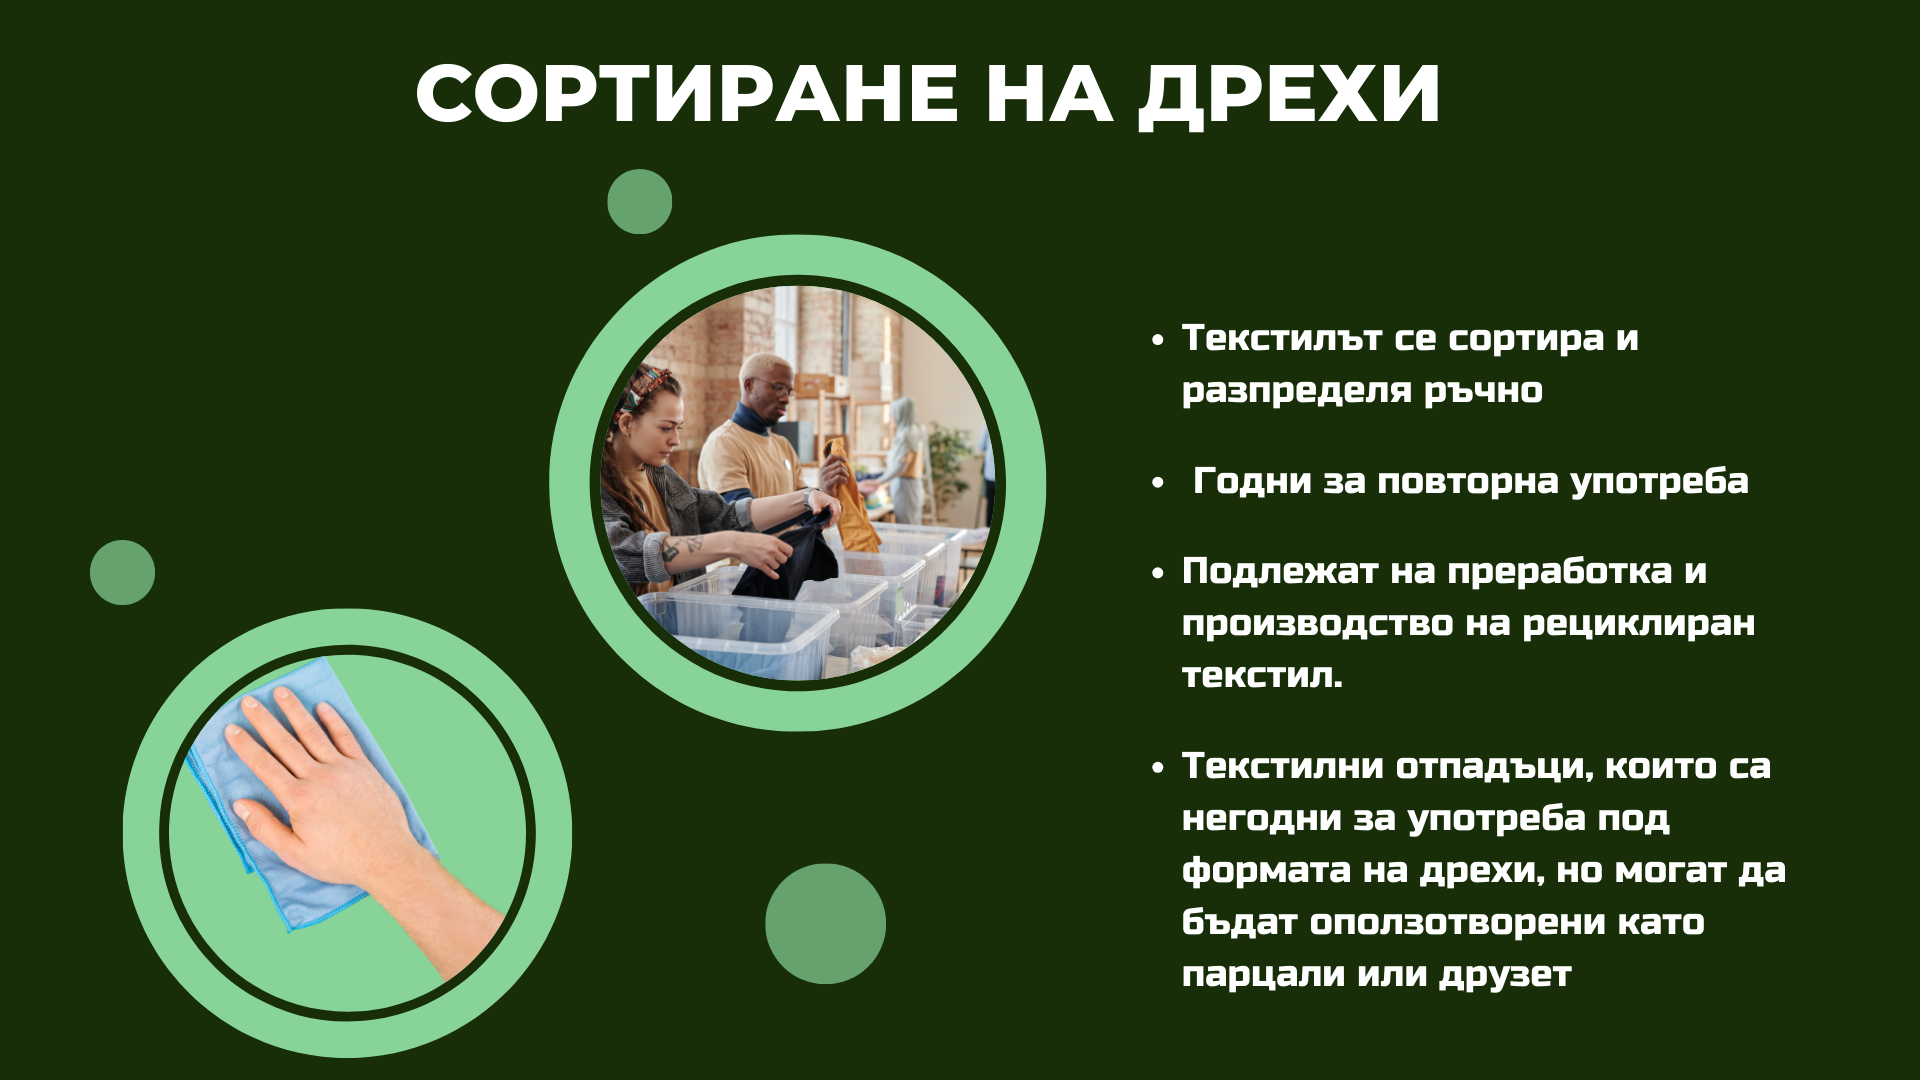 СОРТИРАНЕ НА ДРЕХИ
• Текстилът се сортира и
разпределя ръчно
• Годни за повторна употреба
• Подлежат на преработка и
производство на рециклиран
текстил.
• Текстилни отпадъци, които са
негодни за употреба под
формата на дрехи, но могат да
бъдат оползотворени като
парцали или друзет